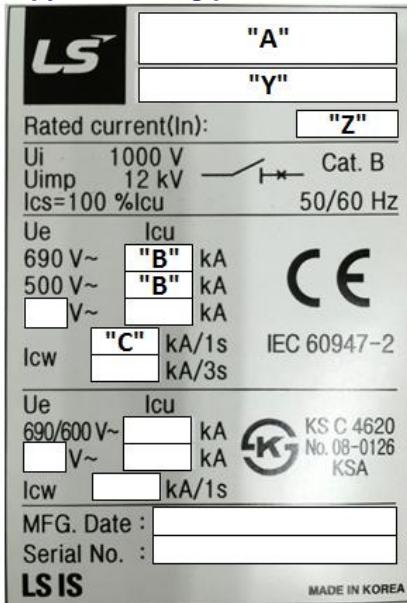 LS
"A"
"Y"
Rated current(In): "Z"
Ui 1000 V
Uimp 12 kV Cat. B
Ics=100 %Icu 50/60 Hz
Ue Icu
690 V~ "B" kA
500 V~ "B" kA
V~ kA
CE
Icw "C" kA/1s
kA/3s
IEC 60947-2
Ue Icu
690/600 V~ kA
V~ kA
Icw kA/1s
K
KS C 4620
No. 08-0126
KSA
MFG. Date :
Serial No. :
LS IS MADE IN KOREA